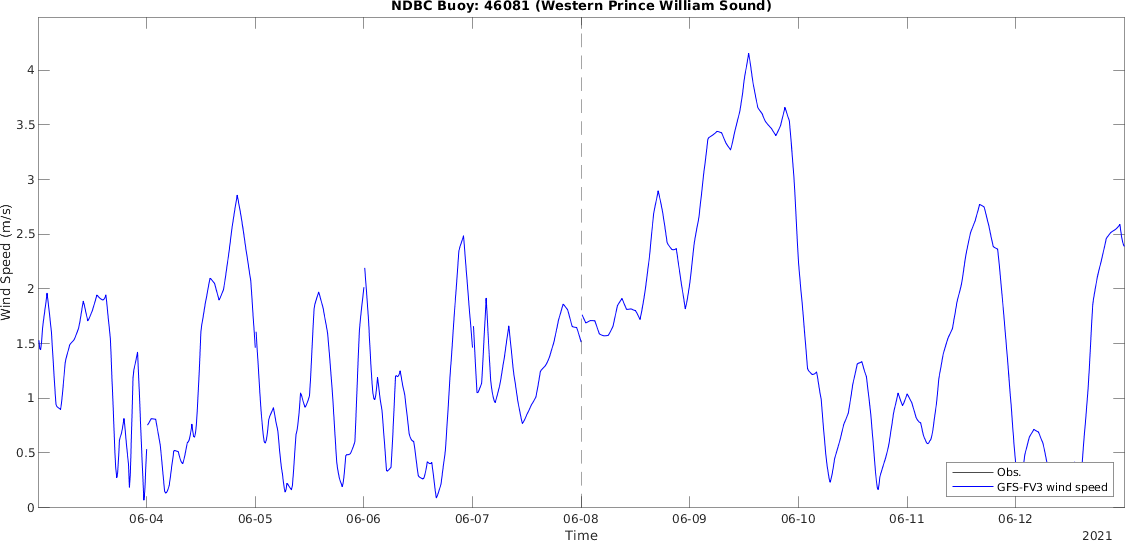 NDBC Buoy: 46081 (Western Prince William Sound)
4
3.5
3
2.5
2
1.5
1
0.5
0
Wind Speed (m/s)
Obs.
GFS-FV3 wind speed
06-04 06-05 06-06 06-07 06-08 06-09 06-10 06-11 06-12
Time
2021